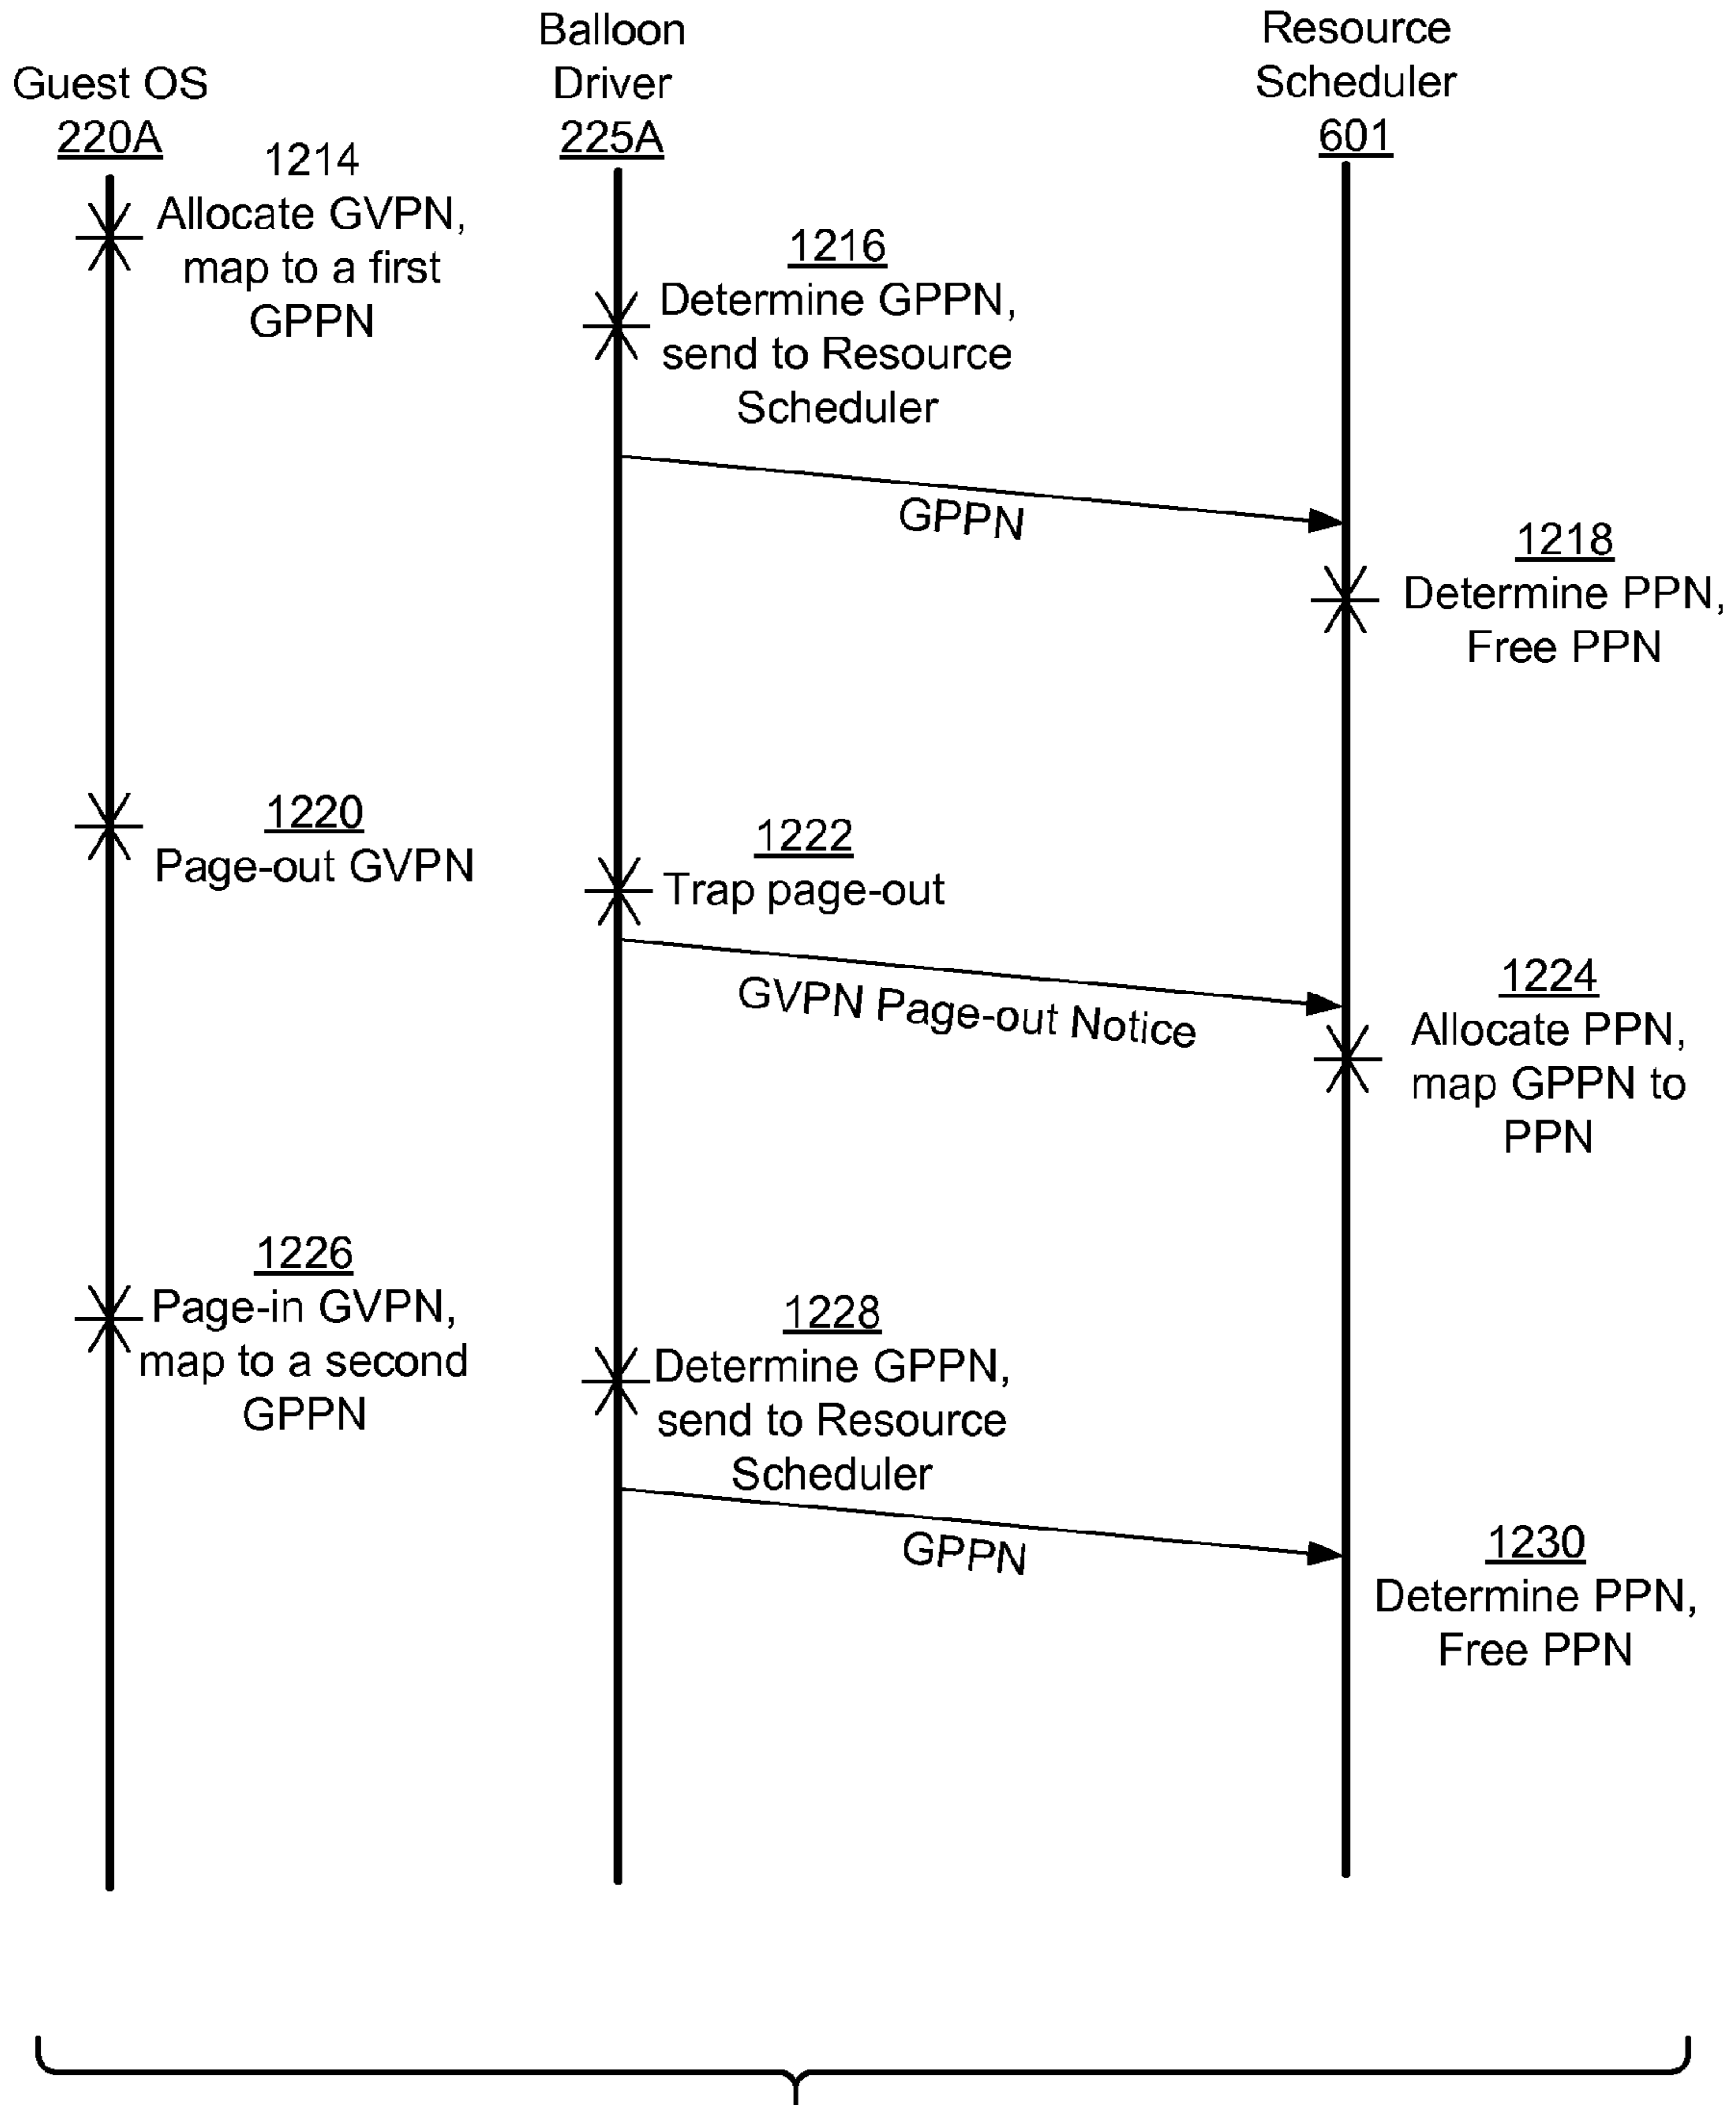 Guest OS
220A
Balloon
Driver
225A
Resource
Scheduler
601
1214
Allocate GVPN,
map to a first
GPPN
1216
Determine GPPN,
send to Resource
Scheduler
GPPN
1218
Determine PPN,
Free PPN
1220
Page-out GVPN
1222
Trap page-out
GVPN Page-out Notice
1224
Allocate PPN,
map GPPN to
PPN
1226
Page-in GVPN,
map to a second
GPPN
1228
Determine GPPN,
send to Resource
Scheduler
GPPN
1230
Determine PPN,
Free PPN